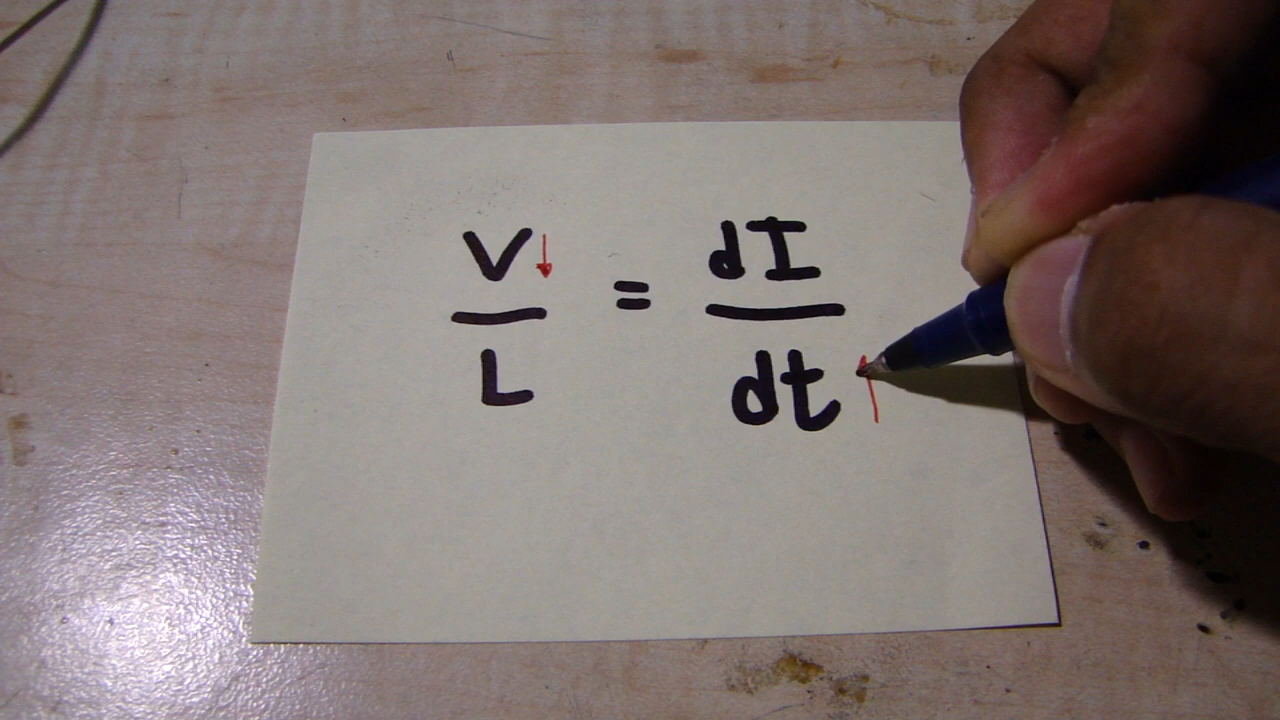 V↓ = dI
L dt↑